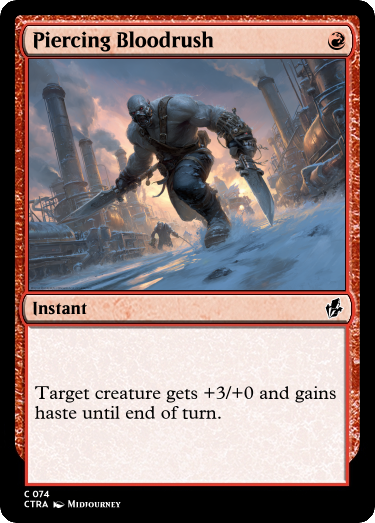 Piercing Bloodrush
Instant
Target creature gets +3/+0 and gains
haste until end of turn.
C 074
CTRA Midjourney